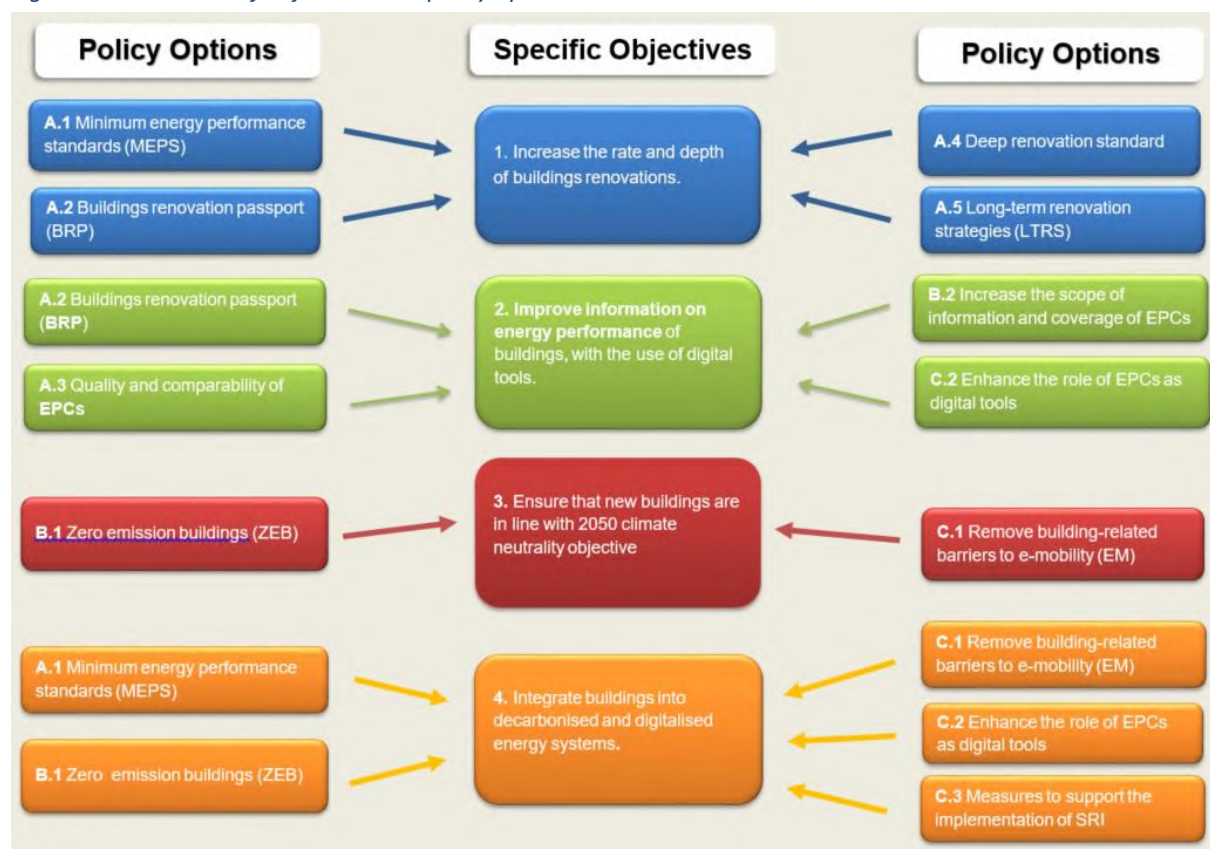 Policy Options
Specific Objectives
Policy Options
A.1 Minimum energy performance
standards (MEPS)
A.2 Buildings renovation passport
(BRP)
1. Increase the rate and depth
of buildings renovations.
A.4 Deep renovation standard
A.5 Long-term renovation
strategies (LTRS)
A.2 Buildings renovation passport
(BRP)
A.3 Quality and comparability of
EPCs
2. Improve information on
energy performance of
buildings, with the use of digital
tools.
B.2 Increase the scope of
information and coverage of EPCs
C.2 Enhance the role of EPCs as
digital tools
B.1 Zero emission buildings (ZEB)
3. Ensure that new buildings are
in line with 2050 climate
neutrality objective
C.1 Remove building-related
barriers to e-mobility (EM)
A.1 Minimum energy performance
standards (MEPS)
B.1 Zero emission buildings (ZEB)
4. Integrate buildings into
decarbonised and digitalised
energy systems.
C.1 Remove building-related
barriers to e-mobility (EM)
C.2 Enhance the role of EPCs
as digital tools
C.3 Measures to support the
implementation of SRI